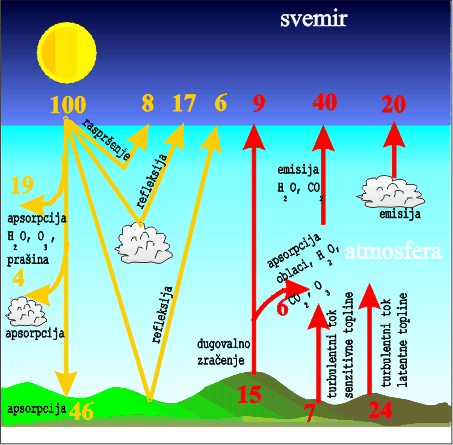 svemir
100
8
17
6
9
40
20
raspršenje
refleksija
refleksija
19
apsorpcija
H₂O, O₃,
prašina
4
apsorpcija
apsorpcija
46
emisija
H₂O, CO₂
emisija
atmosfera
apsorpcija
oblaci, H₂O,
CO₂, O₃
6
dugovalno
zračenje
15
turbulentni tok
senzitivne topline
7
turbulentni tok
latentne topline
24